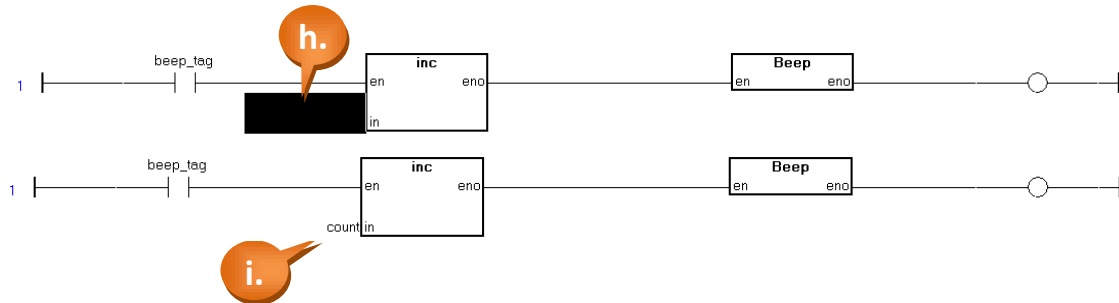 h.
beep_tag
inc
Beep
1
en
eno
en
eno
in
beep_tag
inc
Beep
1
en
eno
en
eno
count
in
i.